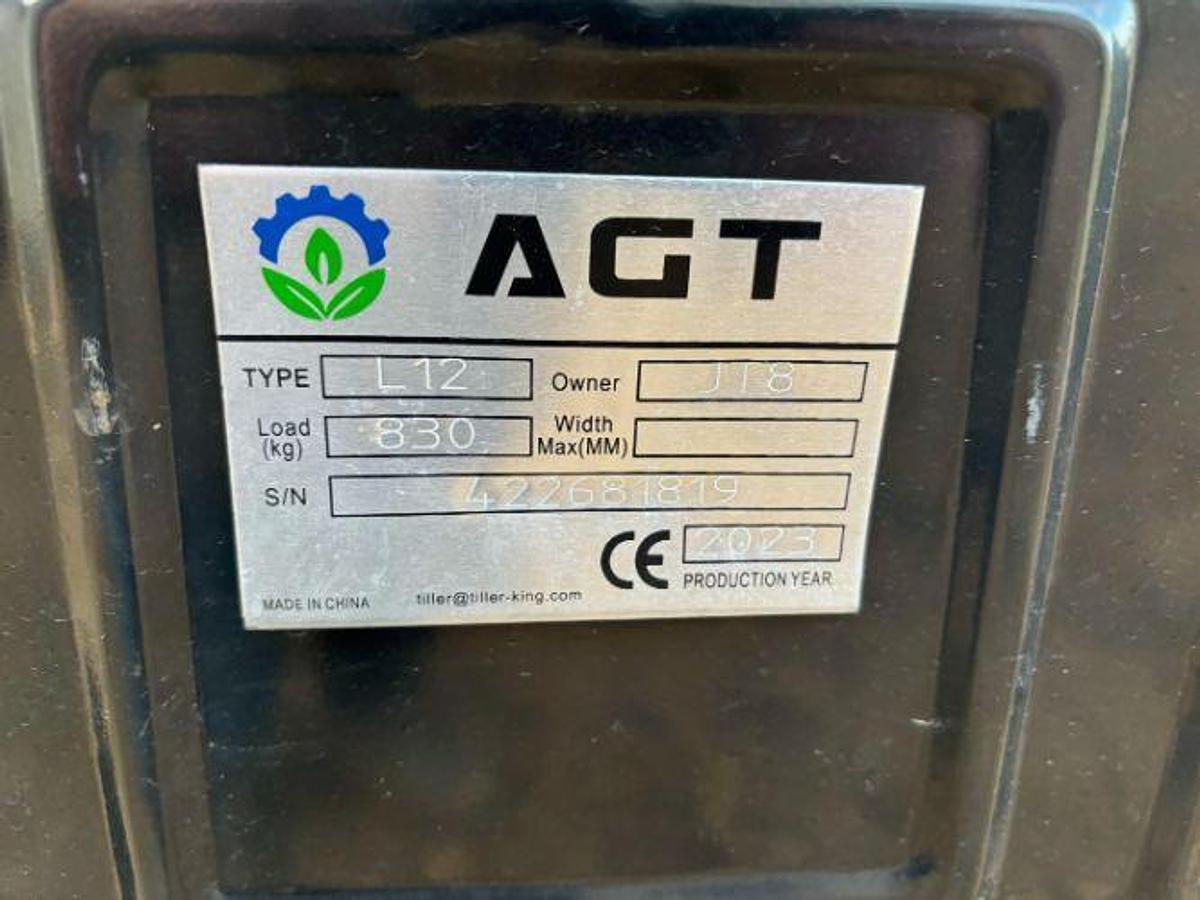 AGT
TYPE L12 Owner JT8
Load (kg) 830 Width Max(MM)
S/N 422681819
CE 2023
PRODUCTION YEAR
MADE IN CHINA tiller@tiller-king.com